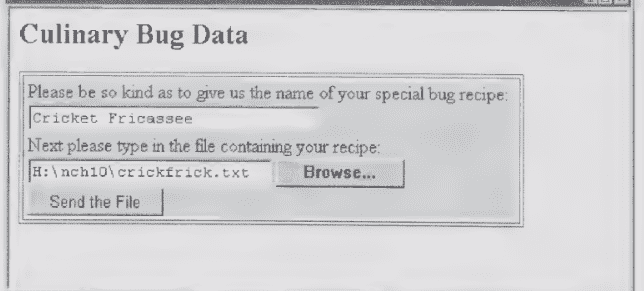 Culinary Bug Data
Please be so kind as to give us the name of your special bug recipe:
Cricket Fricassee
Next please type in the file containing your recipe:
H:\nch10\crickfrick.txt Browse...
Send the File